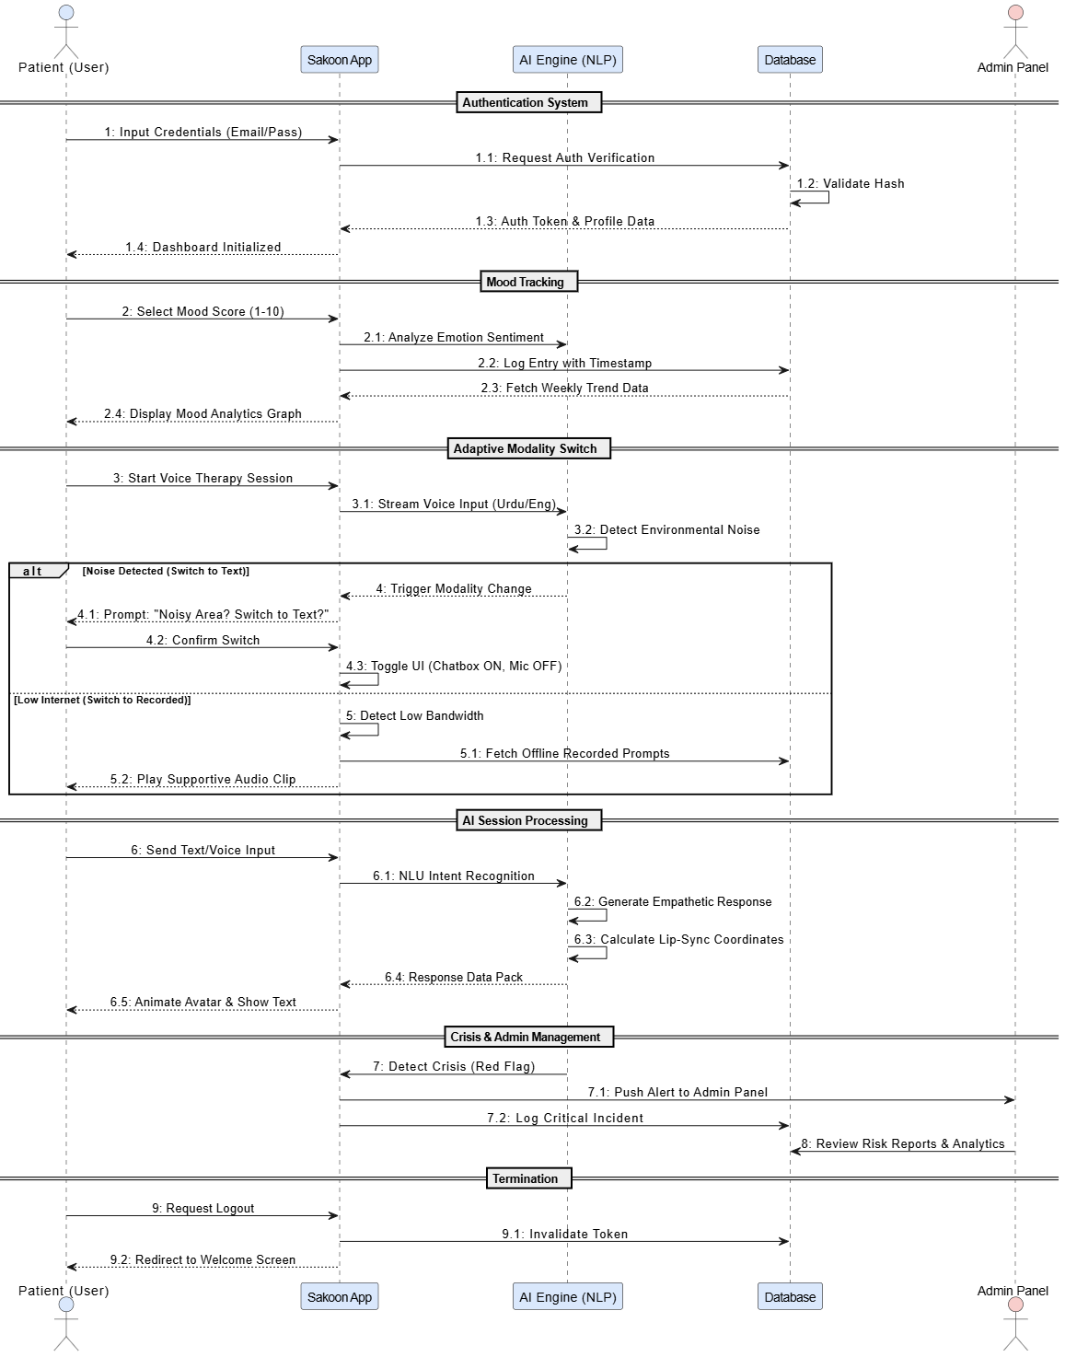 Patient (User)
Sakoon App
AI Engine (NLP)
Database
Admin Panel
Authentication System
1: Input Credentials (Email/Pass)
1.1: Request Auth Verification
1.2: Validate Hash
1.3: Auth Token & Profile Data
1.4: Dashboard Initialized
Mood Tracking
2: Select Mood Score (1-10)
2.1: Analyze Emotion Sentiment
2.2: Log Entry with Timestamp
2.3: Fetch Weekly Trend Data
2.4: Display Mood Analytics Graph
Adaptive Modality Switch
3: Start Voice Therapy Session
3.1: Stream Voice Input (Urdu/Eng)
3.2: Detect Environmental Noise
alt [Noise Detected (Switch to Text)]
4: Trigger Modality Change
4.1: Prompt: "Noisy Area? Switch to Text?"
4.2: Confirm Switch
4.3: Toggle UI (Chatbox ON, Mic OFF)
[Low Internet (Switch to Recorded)]
5: Detect Low Bandwidth
5.1: Fetch Offline Recorded Prompts
5.2: Play Supportive Audio Clip
AI Session Processing
6: Send Text/Voice Input
6.1: NLU Intent Recognition
6.2: Generate Empathetic Response
6.3: Calculate Lip-Sync Coordinates
6.4: Response Data Pack
6.5: Animate Avatar & Show Text
Crisis & Admin Management
7: Detect Crisis (Red Flag)
7.1: Push Alert to Admin Panel
7.2: Log Critical Incident
8: Review Risk Reports & Analytics
Termination
9: Request Logout
9.1: Invalidate Token
9.2: Redirect to Welcome Screen
Patient (User)
Sakoon App
AI Engine (NLP)
Database
Admin Panel